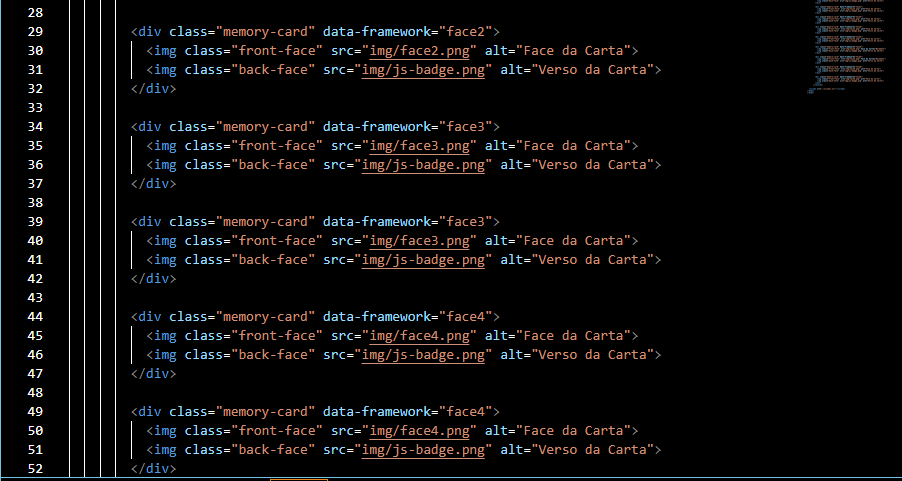 28
29 <div class="memory-card" data-framework="face2">
30 <img class="front-face" src="img/face2.png" alt="Face da Carta">
31 <img class="back-face" src="img/js-badge.png" alt="Verso da Carta">
32 </div>
33
34 <div class="memory-card" data-framework="face3">
35 <img class="front-face" src="img/face3.png" alt="Face da Carta">
36 <img class="back-face" src="img/js-badge.png" alt="Verso da Carta">
37 </div>
38
39 <div class="memory-card" data-framework="face3">
40 <img class="front-face" src="img/face3.png" alt="Face da Carta">
41 <img class="back-face" src="img/js-badge.png" alt="Verso da Carta">
42 </div>
43
44 <div class="memory-card" data-framework="face4">
45 <img class="front-face" src="img/face4.png" alt="Face da Carta">
46 <img class="back-face" src="img/js-badge.png" alt="Verso da Carta">
47 </div>
48
49 <div class="memory-card" data-framework="face4">
50 <img class="front-face" src="img/face4.png" alt="Face da Carta">
51 <img class="back-face" src="img/js-badge.png" alt="Verso da Carta">
52 </div>